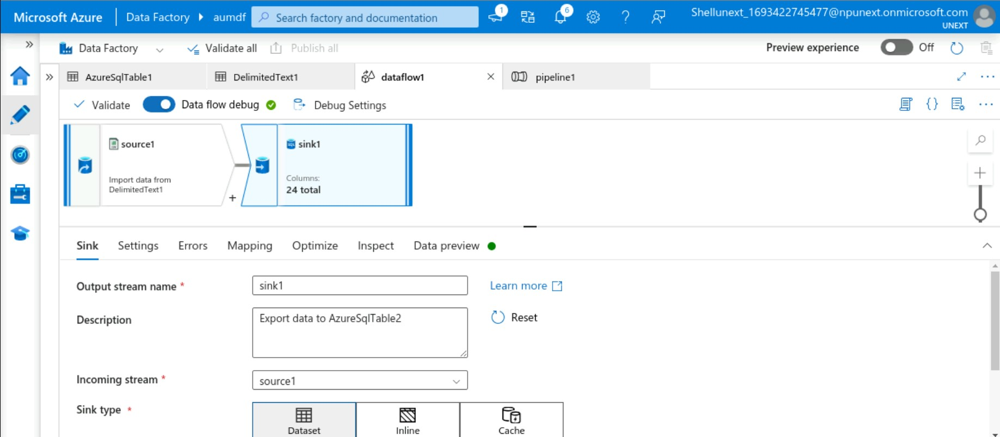 Microsoft Azure
Data Factory
aumdf
Search factory and documentation
1
6
Shellunext_1693422745477@npunext.onmicrosoft.com
UNEXT
Data Factory
Validate all
Publish all
Preview experience
Off
AzureSqlTable1
DelimitedText1
dataflow1
pipeline1
Validate
Data flow debug
Debug Settings
source1
Import data from
DelimitedText1
+
sink1
Columns:
24 total
Sink
Settings
Errors
Mapping
Optimize
Inspect
Data preview
Output stream name *
sink1
Learn more
Description
Export data to AzureSqlTable2
Reset
Incoming stream *
source1
Sink type *
Dataset
Inline
Cache